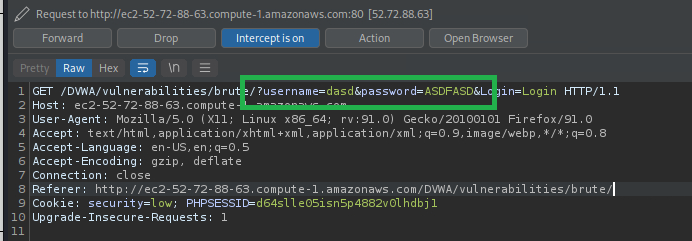 Request to http://ec2-52-72-88-63.compute-1.amazonaws.com:80 [52.72.88.63]
Forward Drop Intercept is on Action Open Browser
Pretty Raw Hex \n
1 GET /DVWA/vulnerabilities/brute/?username=dasd&password=ASDFASD&Login=Login HTTP/1.1
2 Host: ec2-52-72-88-63.compute-1.amazonaws.com
3 User-Agent: Mozilla/5.0 (X11; Linux x86_64; rv:91.0) Gecko/20100101 Firefox/91.0
4 Accept: text/html,application/xhtml+xml,application/xml;q=0.9,image/webp,*/*;q=0.8
5 Accept-Language: en-US,en;q=0.5
6 Accept-Encoding: gzip, deflate
7 Connection: close
8 Referer: http://ec2-52-72-88-63.compute-1.amazonaws.com/DVWA/vulnerabilities/brute/
9 Cookie: security=low; PHPSESSID=d64slle05isn5p4882v0lhdbj1
10 Upgrade-Insecure-Requests: 1
11